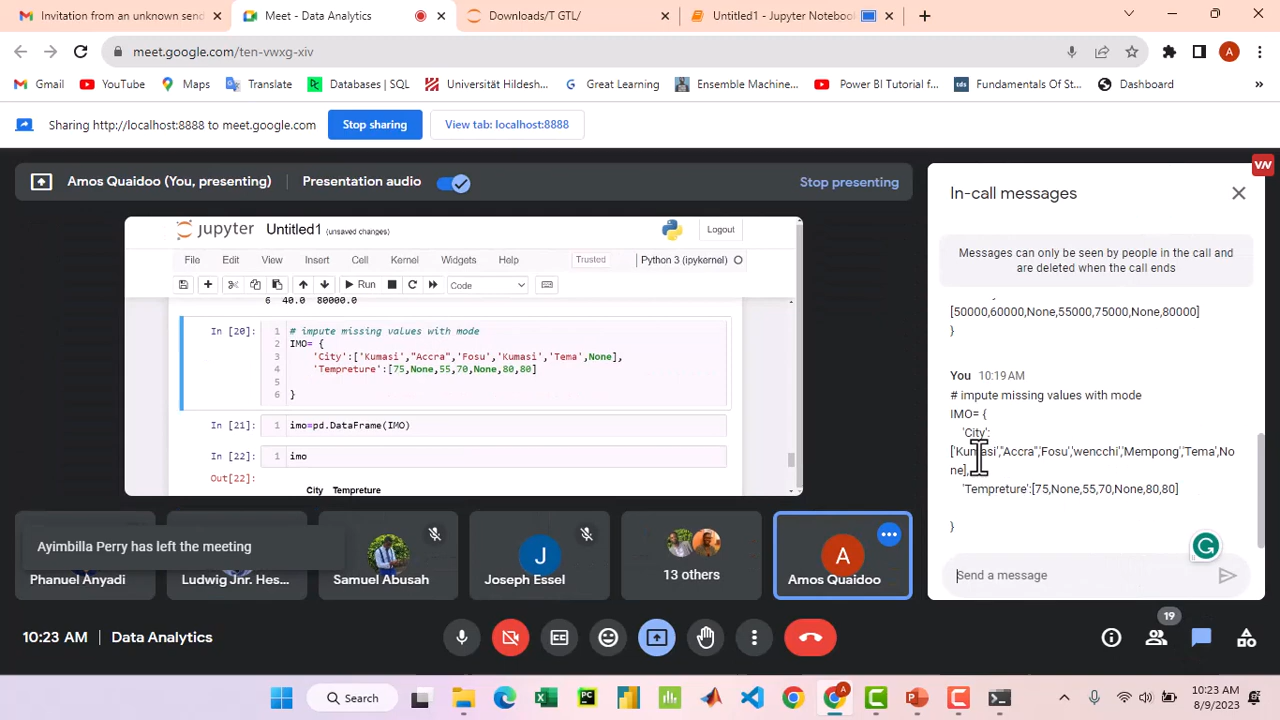 Invitation from an unknown send
Meet - Data Analytics
Downloads/T GTL/
Untitled1 - Jupyter Notebook
meet.google.com/ten-vwxg-xiv
A
Gmail
YouTube
Maps
Translate
Databases | SQL
Universität Hildesh...
Great Learning
Ensemble Machine...
Power BI Tutorial f...
tds
Fundamentals Of St...
Dashboard
»
Sharing http://localhost:8888 to meet.google.com
Stop sharing
View tab: localhost:8888
Amos Quaidoo (You, presenting)
Presentation audio
Stop presenting
jupyter Untitled1 (unsaved changes)
Logout
File Edit View Insert Cell Kernel Widgets Help
Trusted
Python 3 (ipykernel)
Run
Code
6 40.0 80000.0
In [20]:
1 # impute missing values with mode
2 IMO= {
3 'City':['Kumasi',"Accra",'Fosu','Kumasi','Tema',None],
4 'Tempreture':[75,None,55,70,None,80,80]
5
6 }
In [21]: 1 imo=pd.DataFrame(IMO)
In [22]: 1 imo
Out[22]:
City Tempreture
VN
In-call messages
Messages can only be seen by people in the call and
are deleted when the call ends
[50000,60000,None,55000,75000,None,80000]
}
You 10:19 AM
# impute missing values with mode
IMO= {
'City':
['Kumasi',"Accra",'Fosu','wencchi','Mempong','Tema',No
ne],
'Tempreture':[75,None,55,70,None,80,80]
}
Send a message
Ayimbilla Perry has left the meeting
Phanuel Anyadi
Ludwig Jnr. Hes...
Samuel Abusah
J
Joseph Essel
13 others
A
Amos Quaidoo
10:23 AM
Data Analytics
19
Search
10:23 AM
8/9/2023